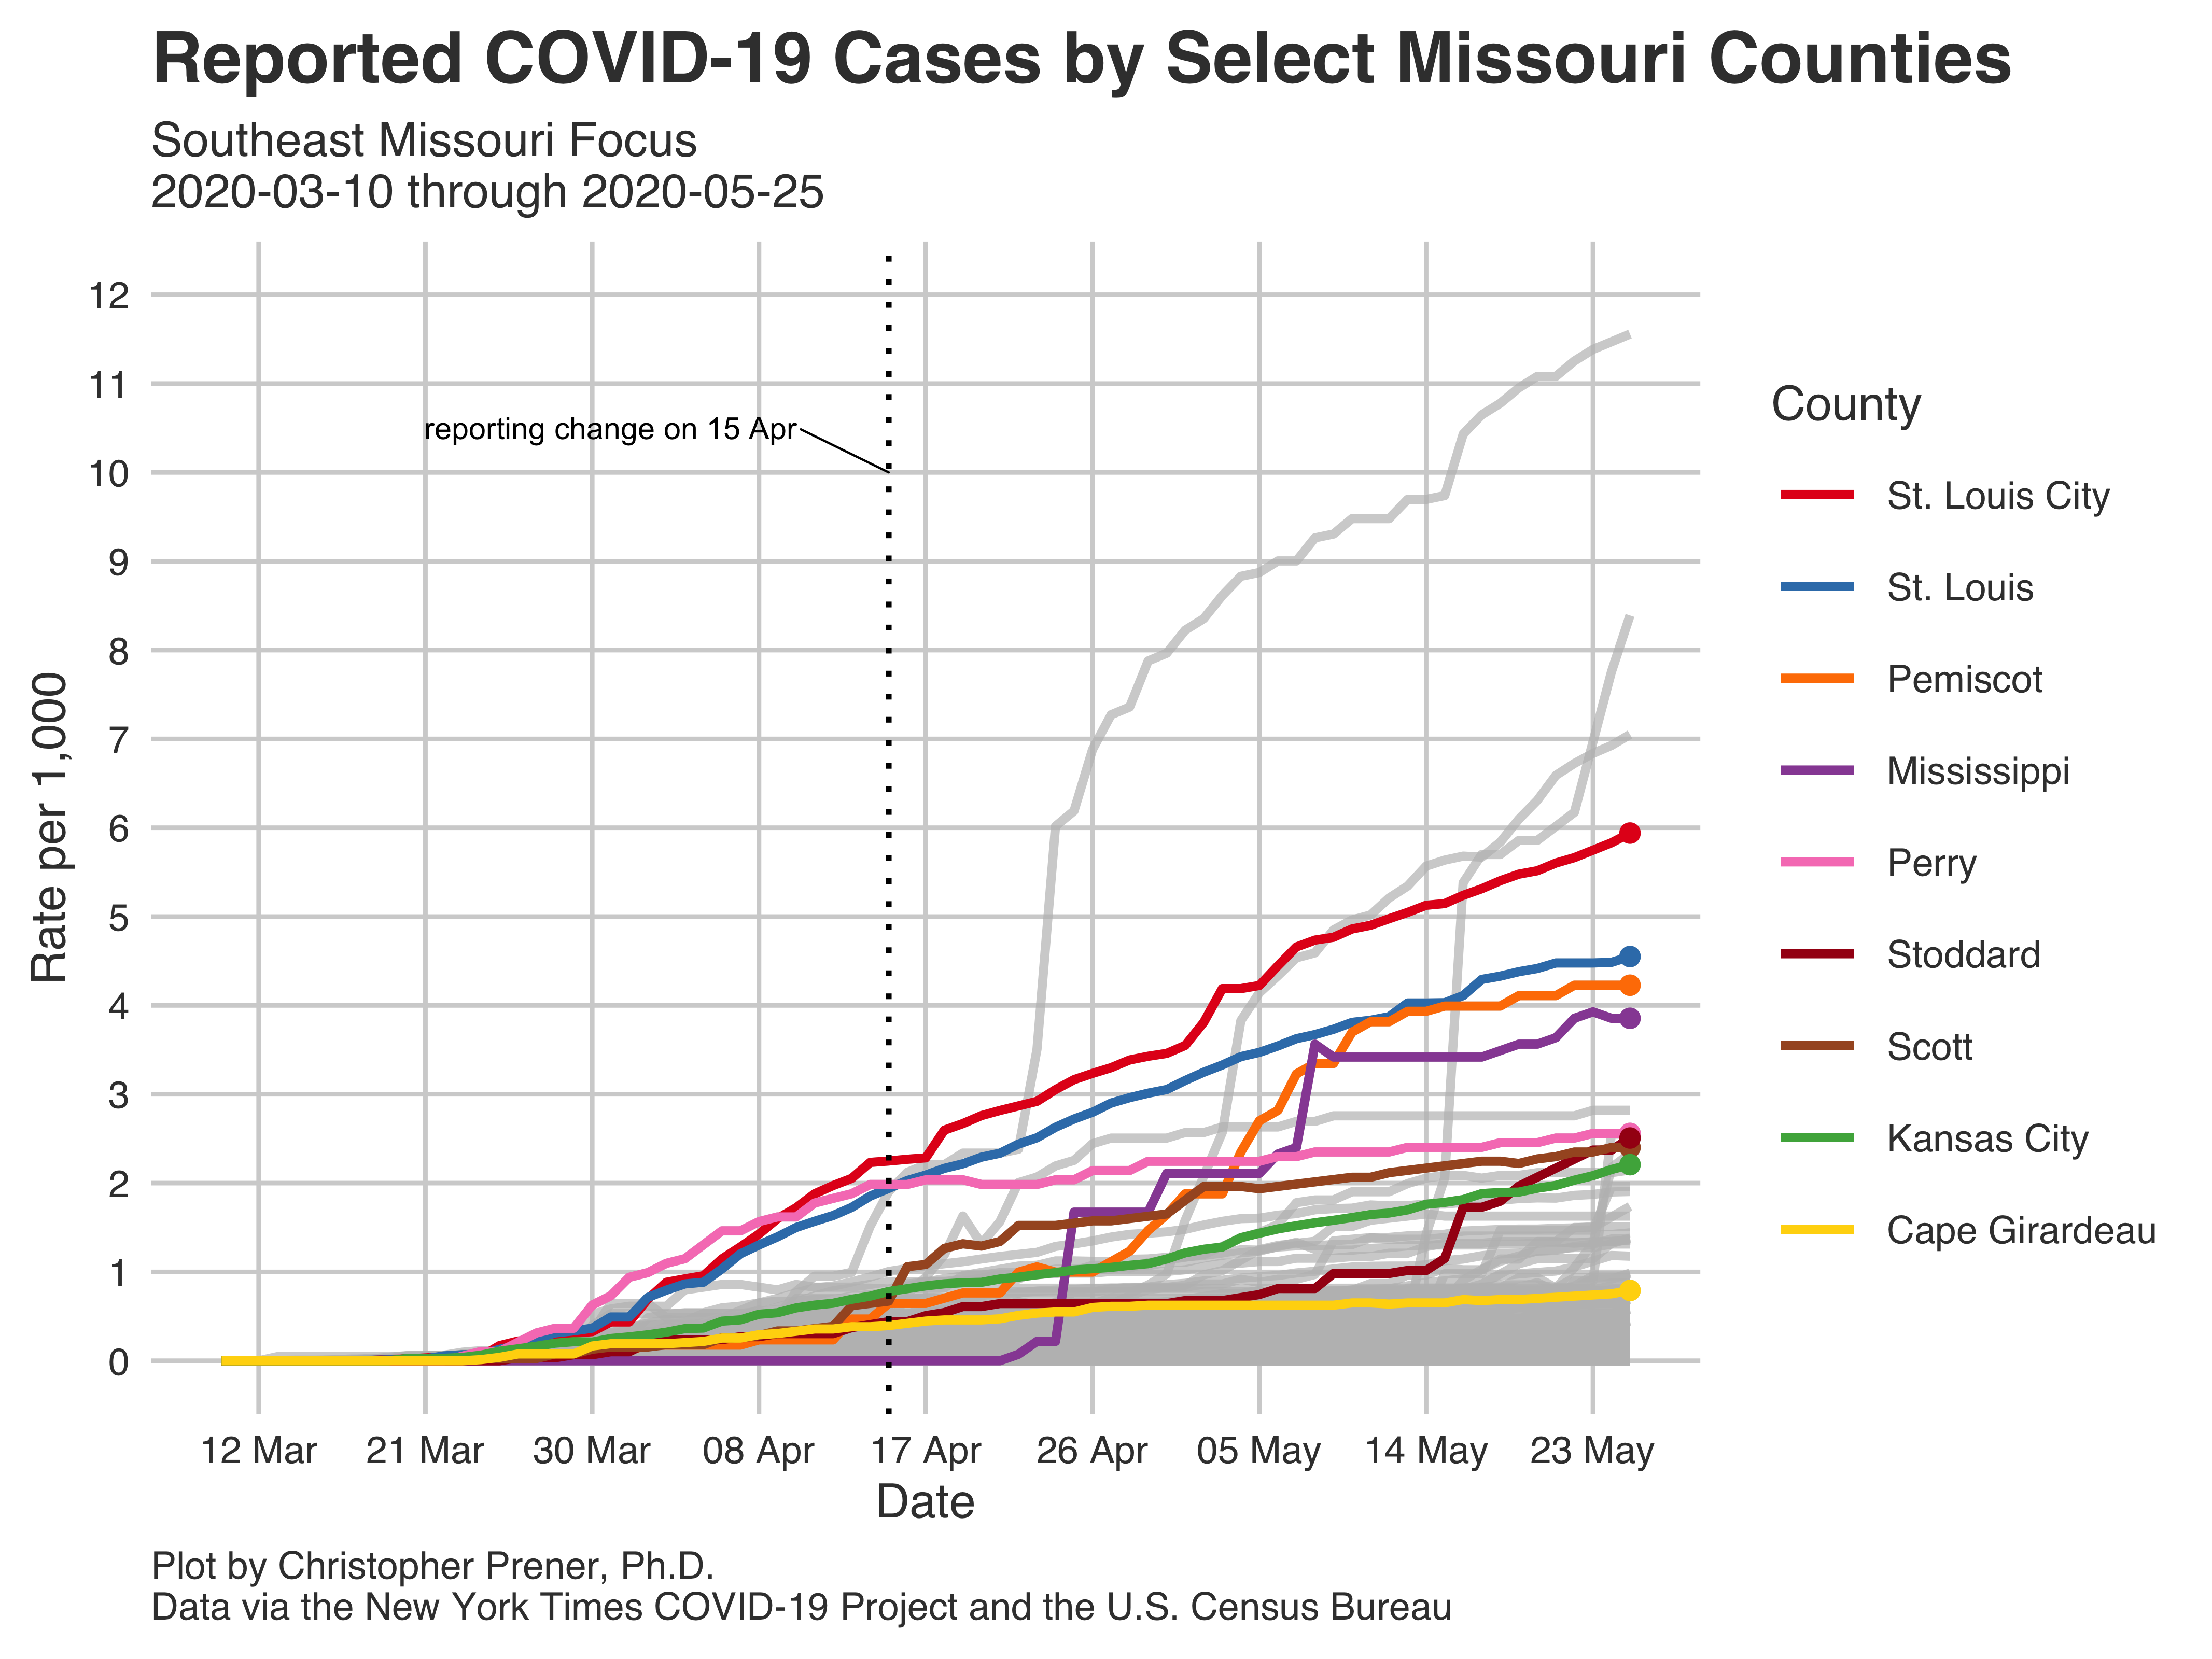 Reported COVID-19 Cases by Select Missouri Counties
Southeast Missouri Focus
2020-03-10 through 2020-05-25
12
11
reporting change on 15 Apr
10
9
8
7
6
5
4
3
2
1
0
Rate per 1,000
12 Mar
21 Mar
30 Mar
08 Apr
17 Apr
26 Apr
05 May
14 May
23 May
Date
County
St. Louis City
St. Louis
Pemiscot
Mississippi
Perry
Stoddard
Scott
Kansas City
Cape Girardeau
Plot by Christopher Prener, Ph.D.
Data via the New York Times COVID-19 Project and the U.S. Census Bureau